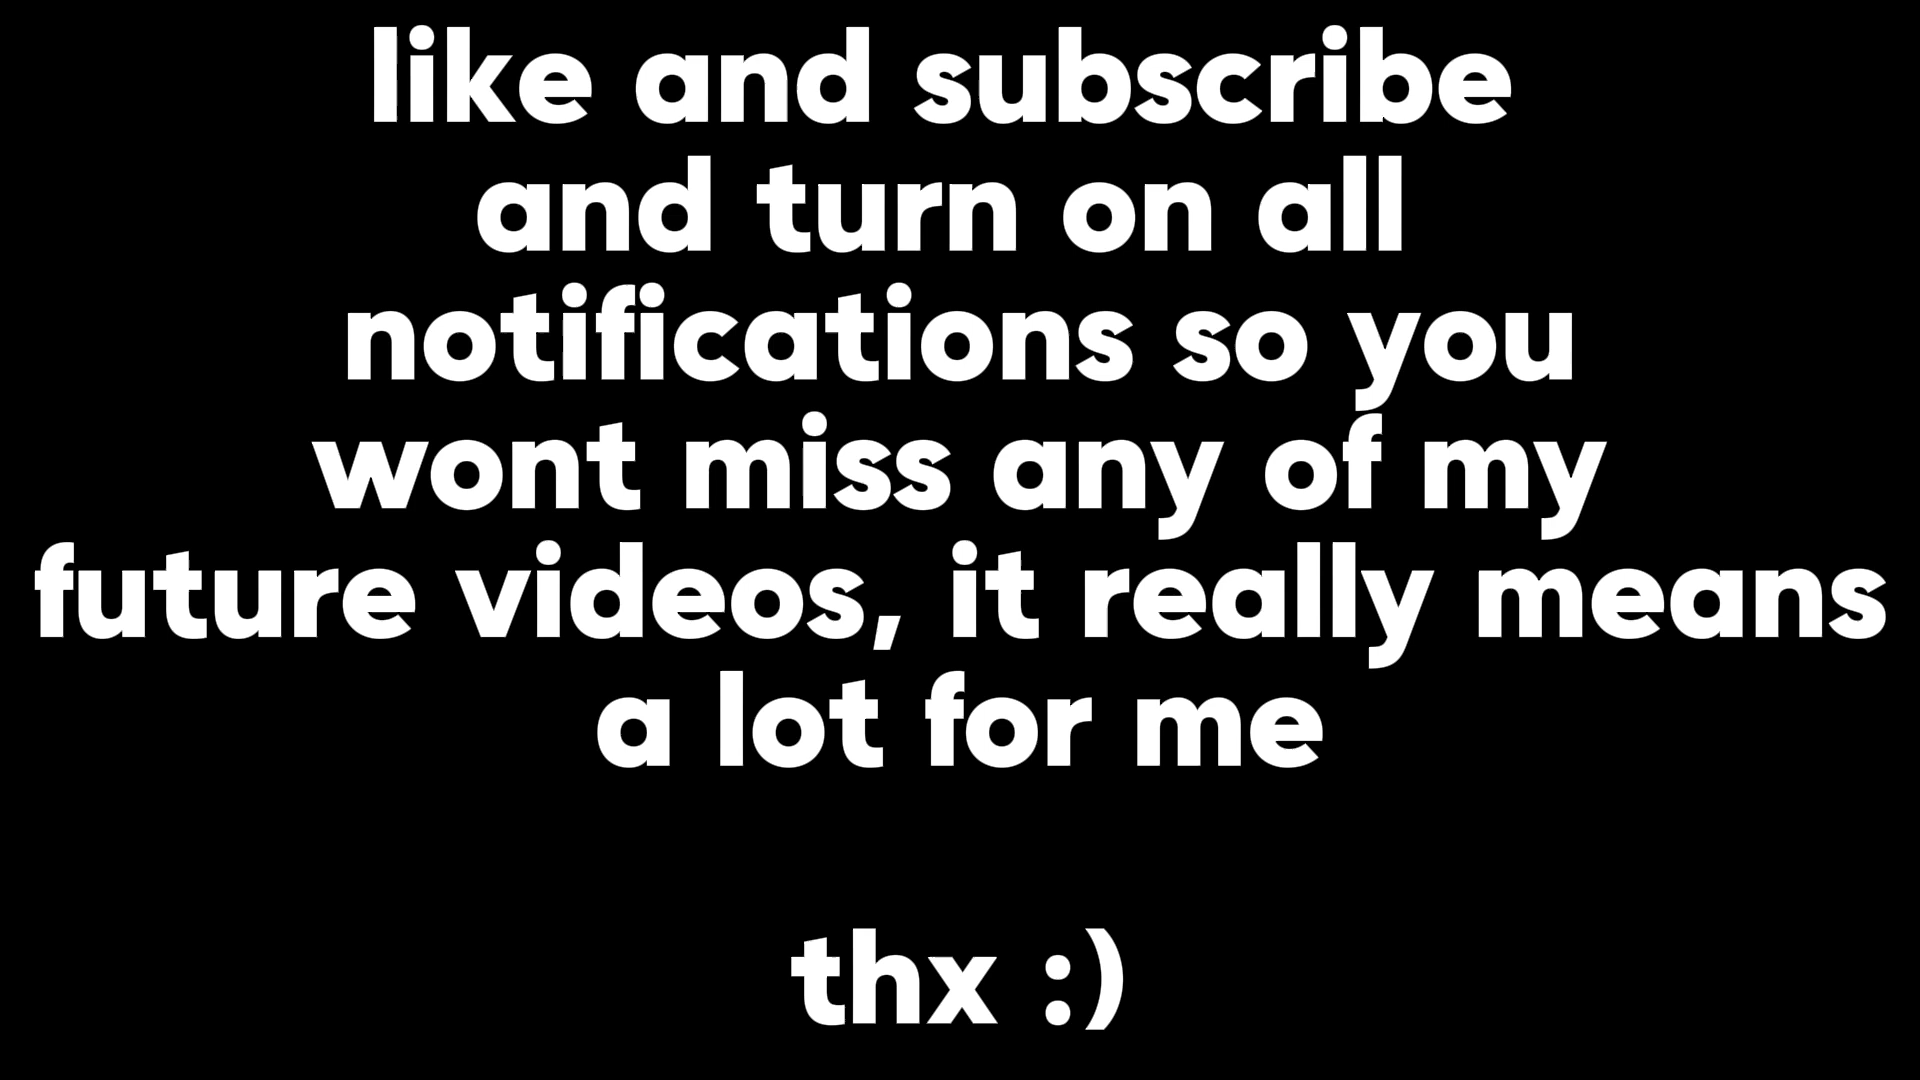 like and subscribe
and turn on all
notifications so you
wont miss any of my
future videos, it really means
a lot for me
thx :)